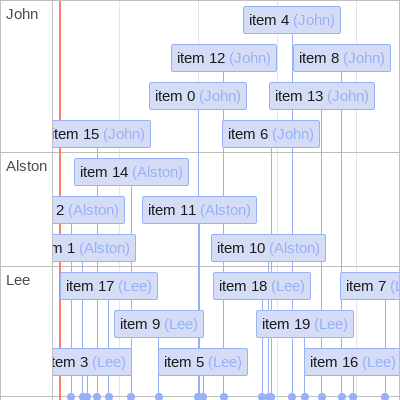 John
item 4 (John)
item 12 (John)
item 8 (John)
item 0 (John)
item 13 (John)
item 15 (John)
item 6 (John)
Alston
item 14 (Alston)
2 (Alston)
item 11 (Alston)
1 (Alston)
item 10 (Alston)
Lee
item 17 (Lee)
item 18 (Lee)
item 7 (L
item 9 (Lee)
item 19 (Lee)
item 3 (Lee)
item 5 (Lee)
item 16 (Lee)